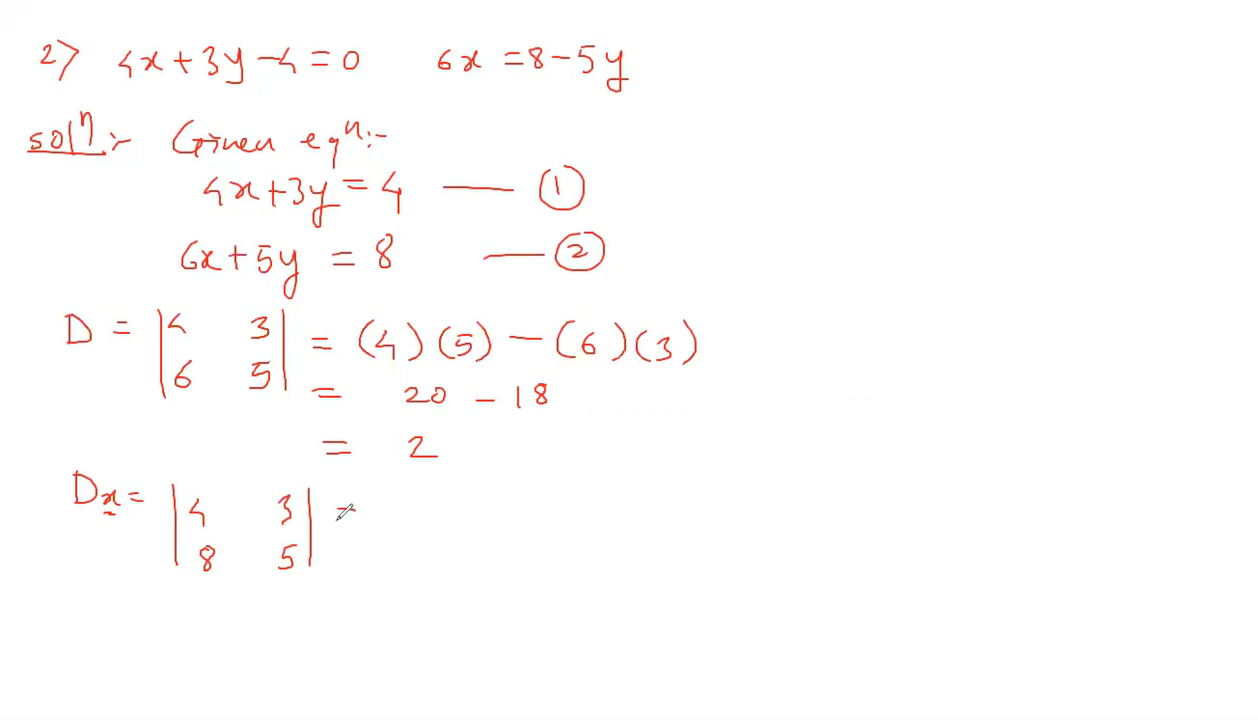 2) 4x+3y-4=0 6x=8-5y
solⁿ:- Given eqⁿ:-
4x+3y=4 —— ①
6x+5y=8 —— ②
D = |4 3| = (4)(5)-(6)(3)
|6 5|
= 20-18
= 2
Dx= |4 3| =
|8 5|